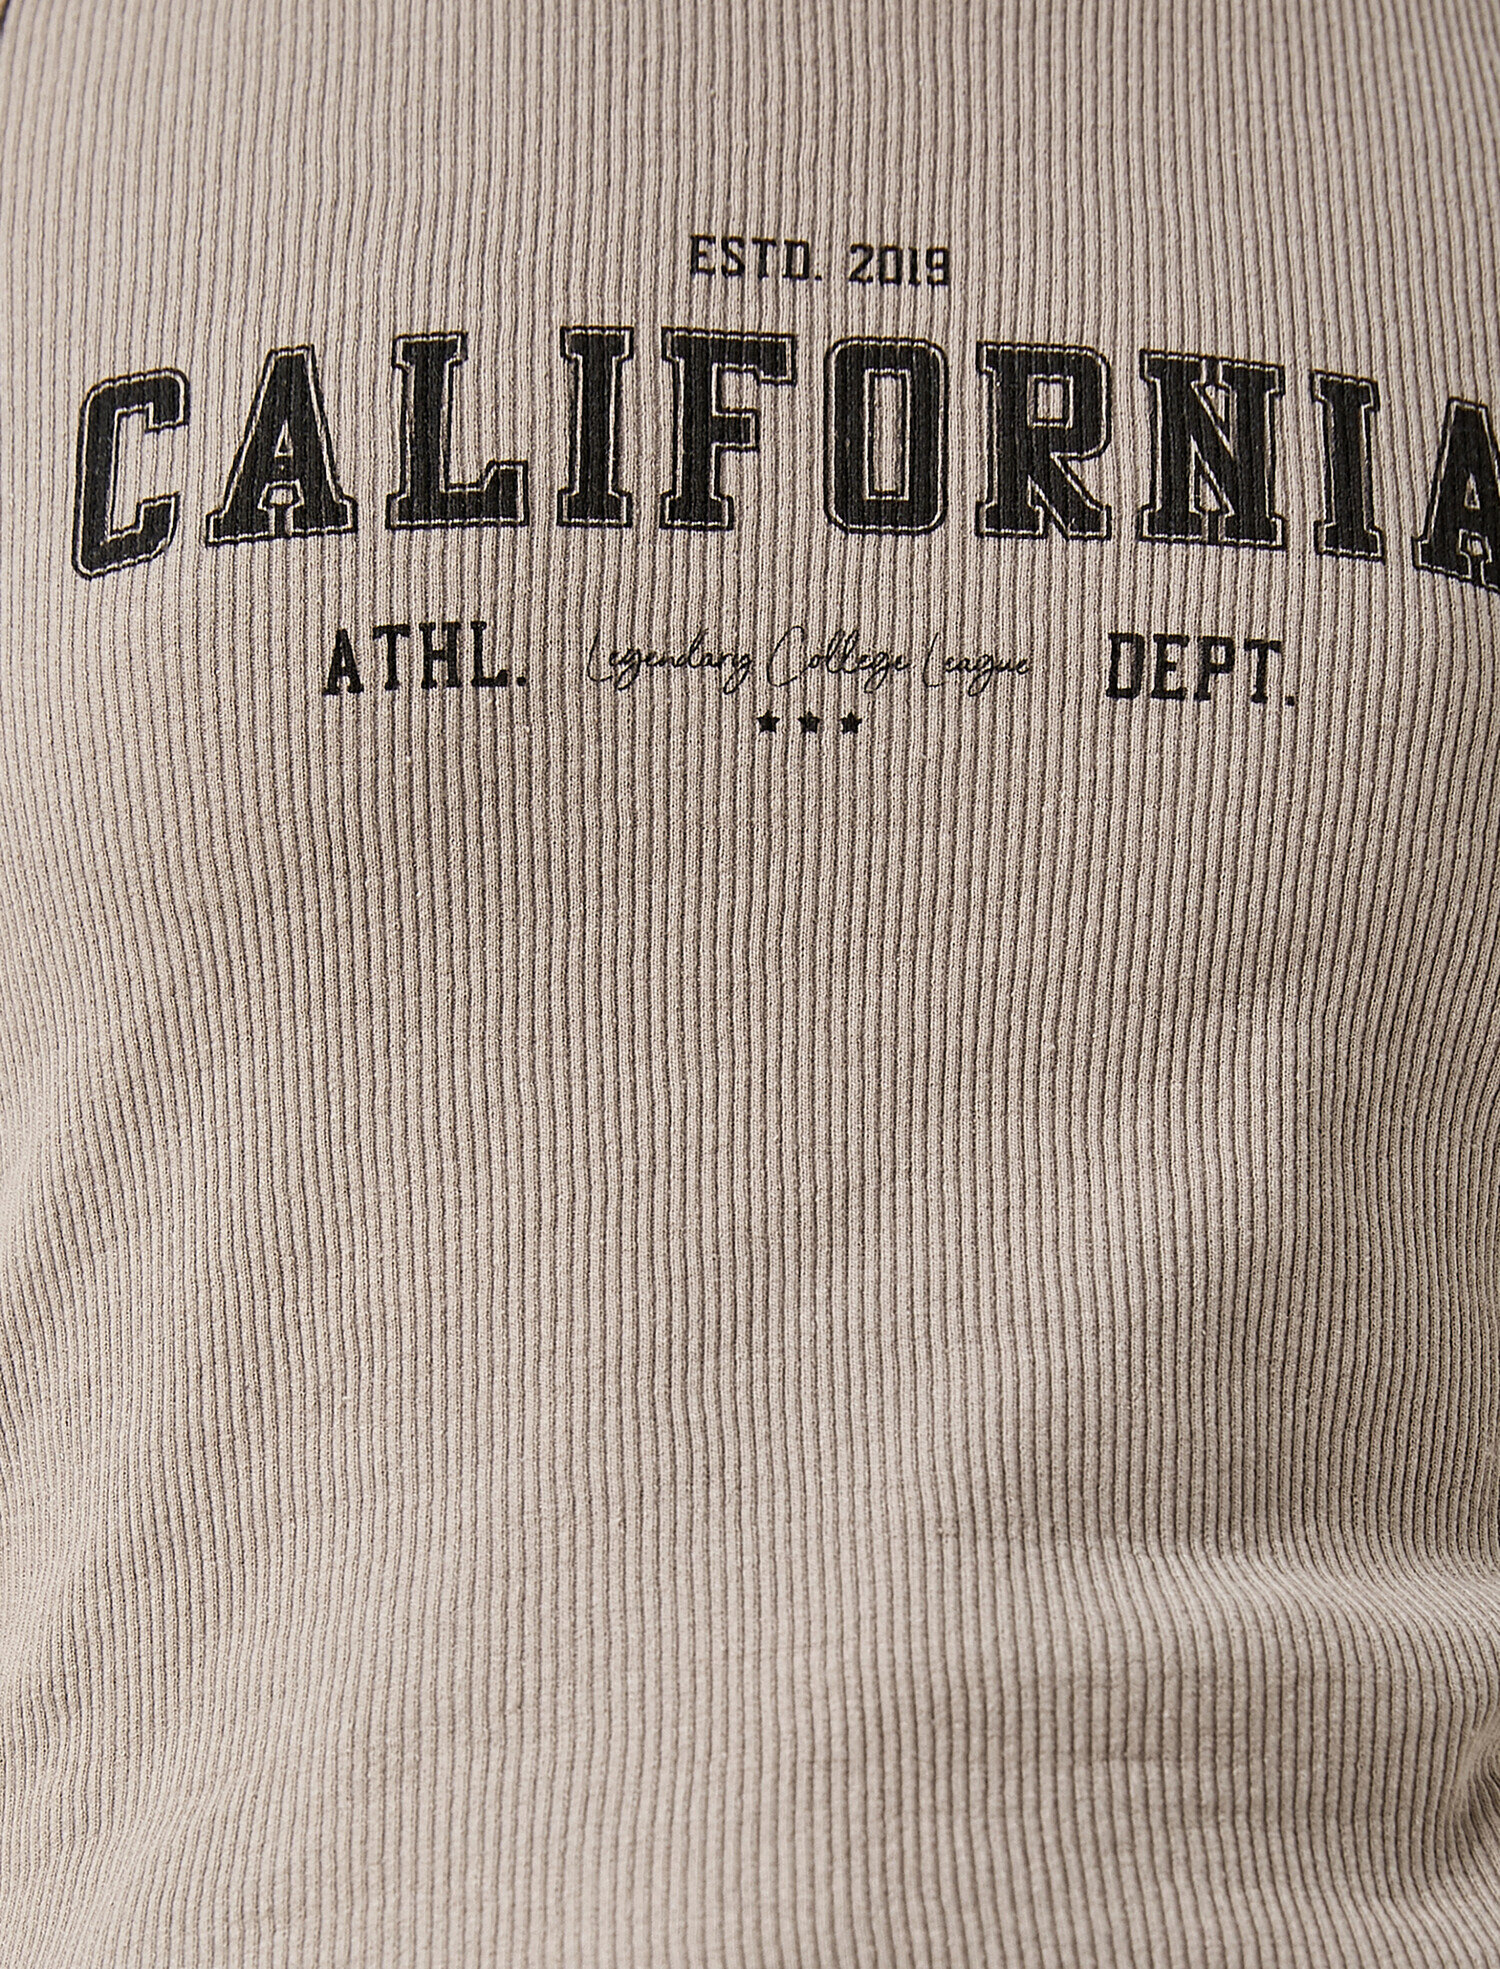 ESTD. 2019
CALIFORNIA
ATHL. Legendary College League DEPT.